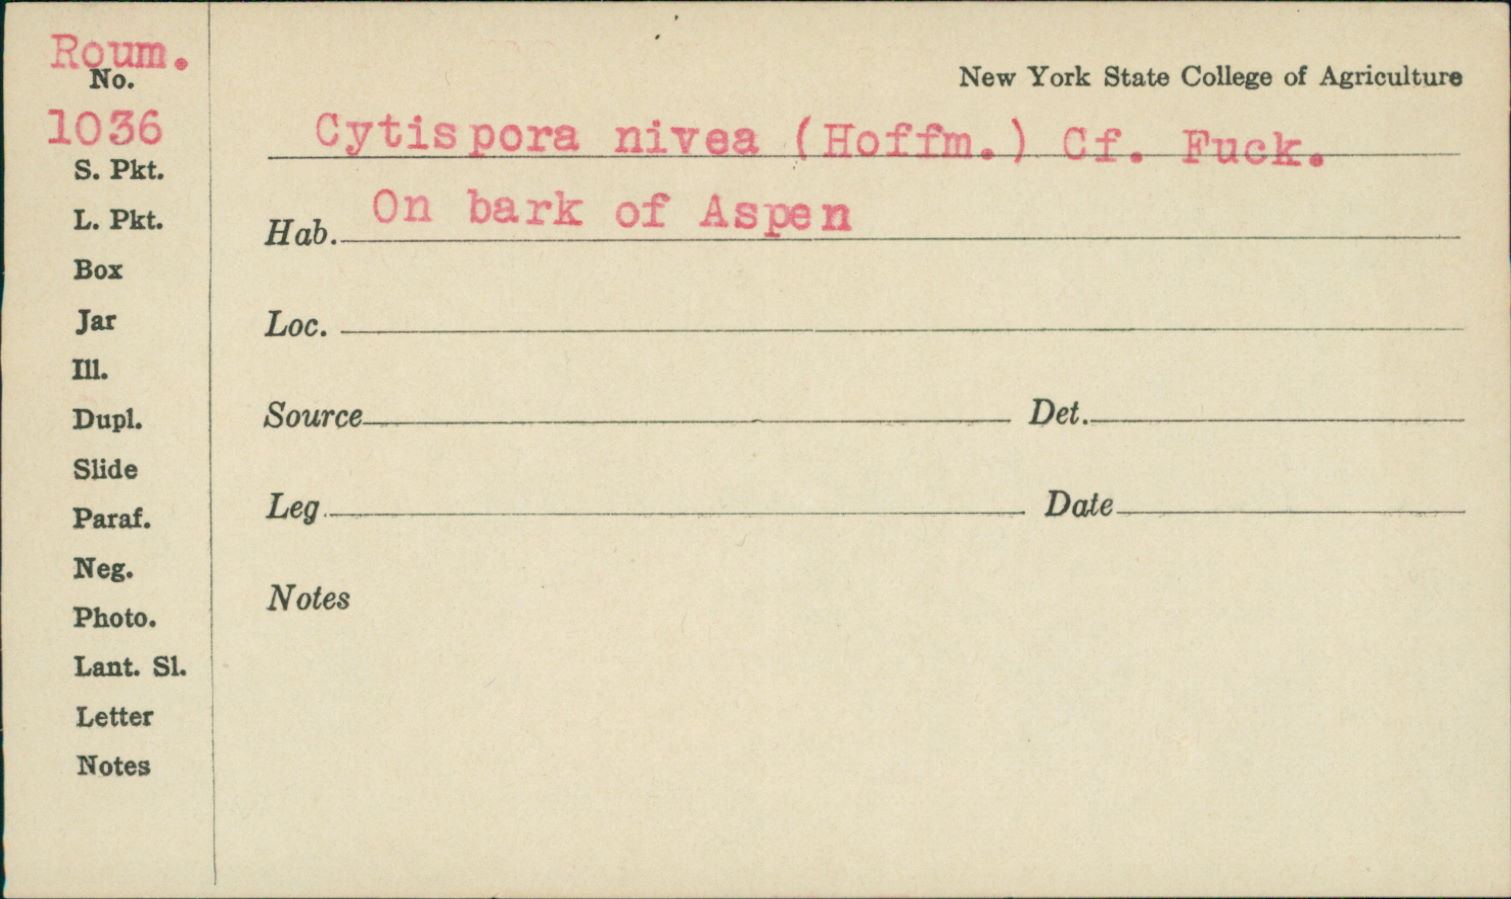 Roum.
No.
1036
S. Pkt.
L. Pkt.
Box
Jar
Ill.
Dupl.
Slide
Paraf.
Neg.
Photo.
Lant. Sl.
Letter
Notes
New York State College of Agriculture
Cytispora nivea (Hoffm.) Cf. Fuck.
Hab. On bark of Aspen
Loc.
Source Det.
Leg. Date
Notes